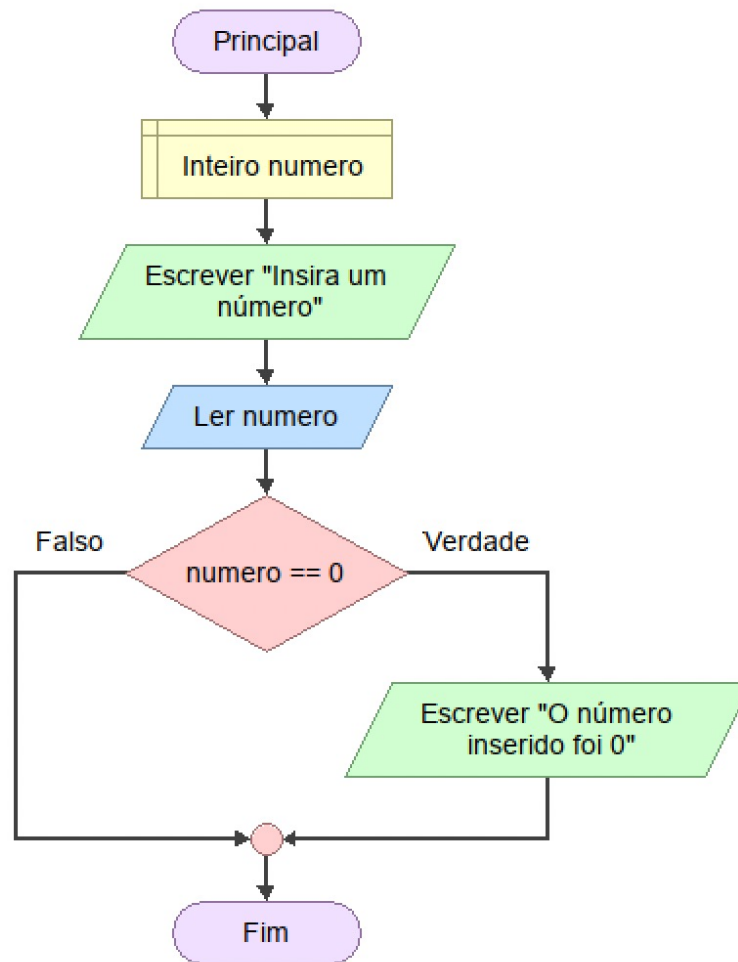 Principal
Inteiro numero
Escrever "Insira um
número"
Ler numero
Falso
Verdade
numero == 0
Escrever "O número
inserido foi 0"
Fim